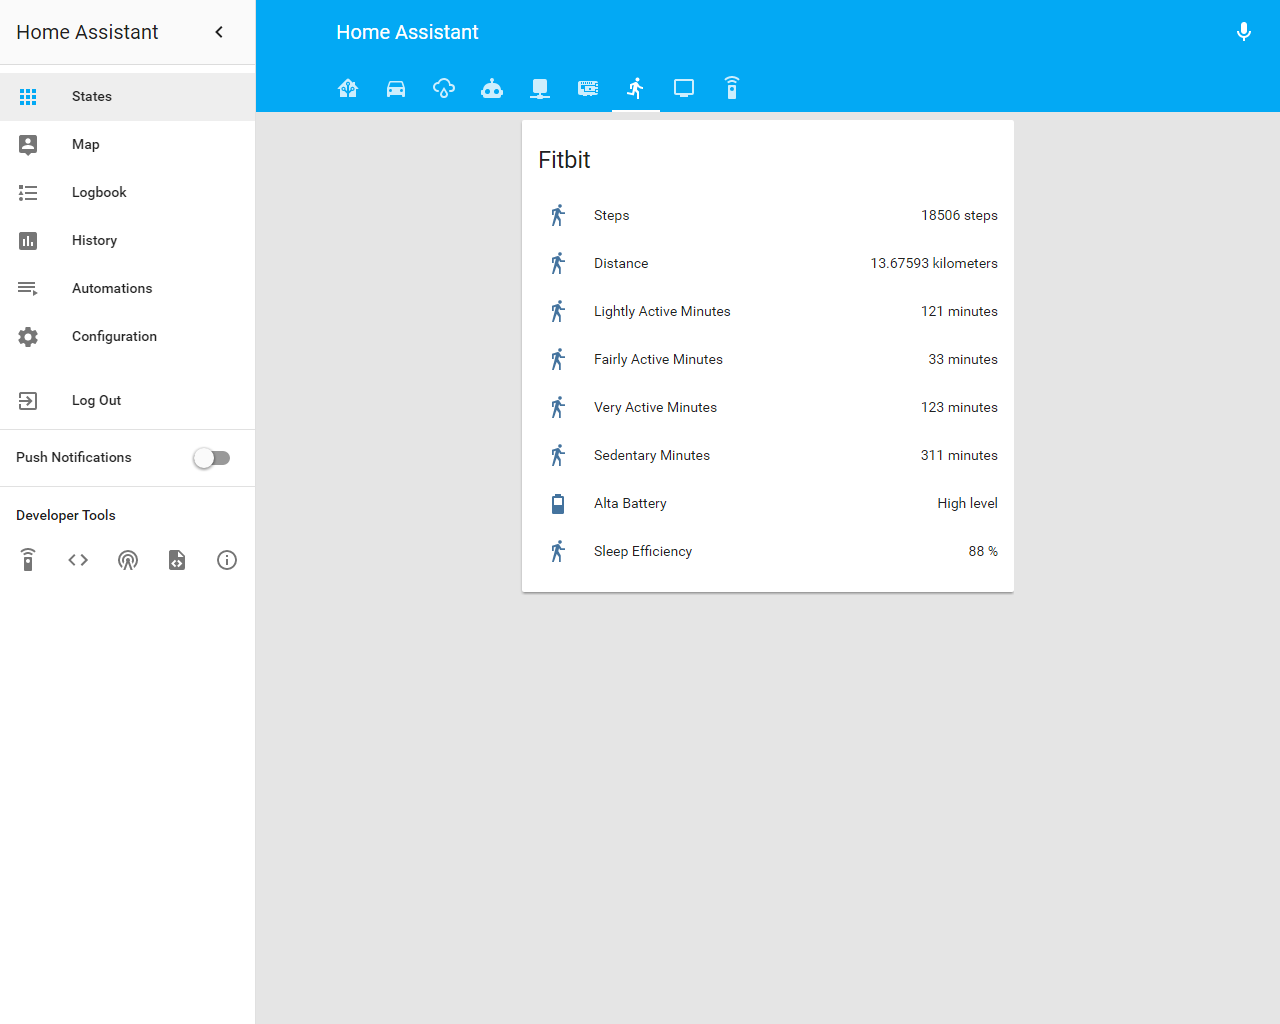 Home Assistant
States
Map
Logbook
History
Automations
Configuration
Log Out
Push Notifications
Developer Tools
Home Assistant
Fitbit
Steps 18506 steps
Distance 13.67593 kilometers
Lightly Active Minutes 121 minutes
Fairly Active Minutes 33 minutes
Very Active Minutes 123 minutes
Sedentary Minutes 311 minutes
Alta Battery High level
Sleep Efficiency 88 %